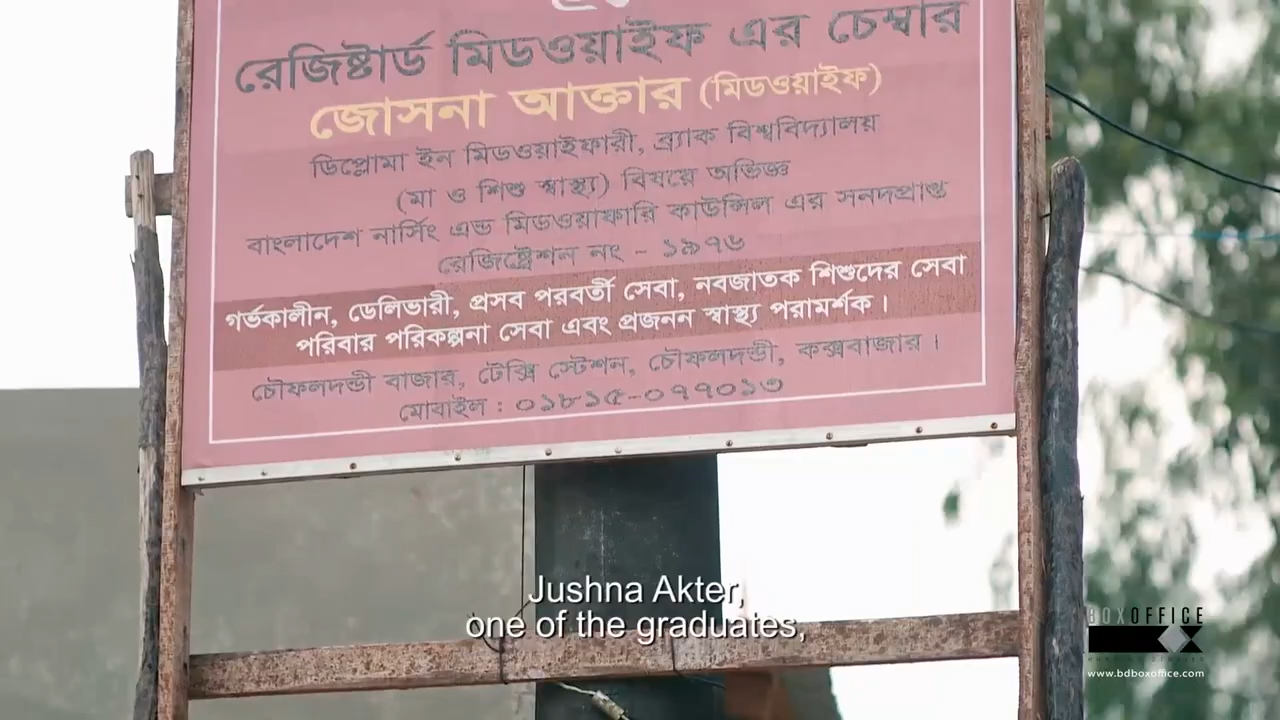 রেজিষ্টার্ড মিডওয়াইফ এর চেম্বার
জোসনা আক্তার (মিডওয়াইফ)
ডিপ্লোমা ইন মিডওয়াইফারী, ব্র্যাক বিশ্ববিদ্যালয়
(মা ও শিশু স্বাস্থ্য) বিষয়ে অভিজ্ঞ
বাংলাদেশ নার্সিং এন্ড মিডওয়াফারি কাউন্সিল এর সনদপ্রাপ্ত
রেজিষ্ট্রেশন নং - ১৯৭৬
গর্ভকালীন, ডেলিভারী, প্রসব পরবর্তী সেবা, নবজাতক শিশুদের সেবা
পরিবার পরিকল্পনা সেবা এবং প্রজনন স্বাস্থ্য পরামর্শক।
চৌফলদন্ডী বাজার, টেক্সি স্টেশন, চৌফলদন্ডী, কক্সবাজার।
মোবাইল : ০১৮১৫-০৭৭০১৩
Jushna Akter,
one of the graduates,
BOXOFFICE
www.bdboxoffice.com